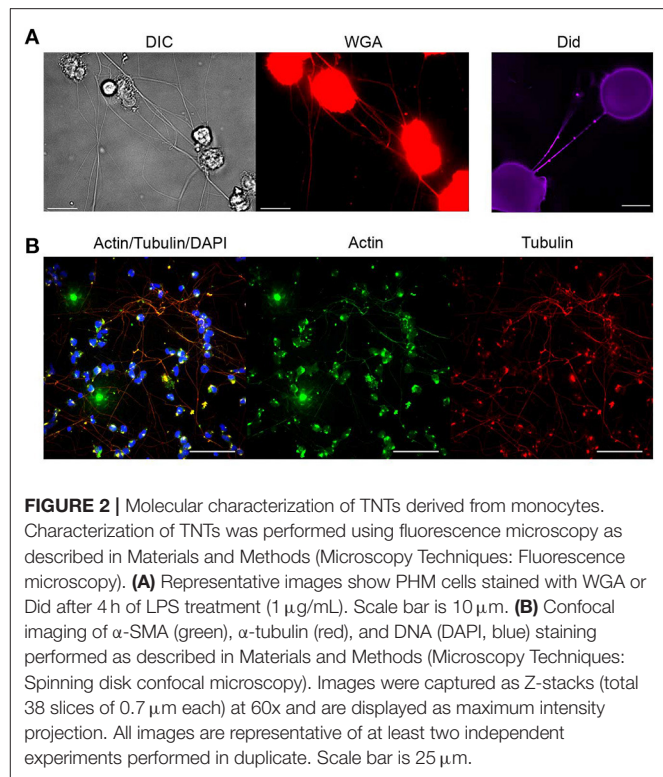 A
DIC
WGA
Did
B
Actin/Tubulin/DAPI
Actin
Tubulin
FIGURE 2 | Molecular characterization of TNTs derived from monocytes.
Characterization of TNTs was performed using fluorescence microscopy as
described in Materials and Methods (Microscopy Techniques: Fluorescence
microscopy). (A) Representative images show PHM cells stained with WGA or
Did after 4 h of LPS treatment (1 μg/mL). Scale bar is 10 μm. (B) Confocal
imaging of α-SMA (green), α-tubulin (red), and DNA (DAPI, blue) staining
performed as described in Materials and Methods (Microscopy Techniques:
Spinning disk confocal microscopy). Images were captured as Z-stacks (total
38 slices of 0.7 μm each) at 60x and are displayed as maximum intensity
projection. All images are representative of at least two independent
experiments performed in duplicate. Scale bar is 25 μm.